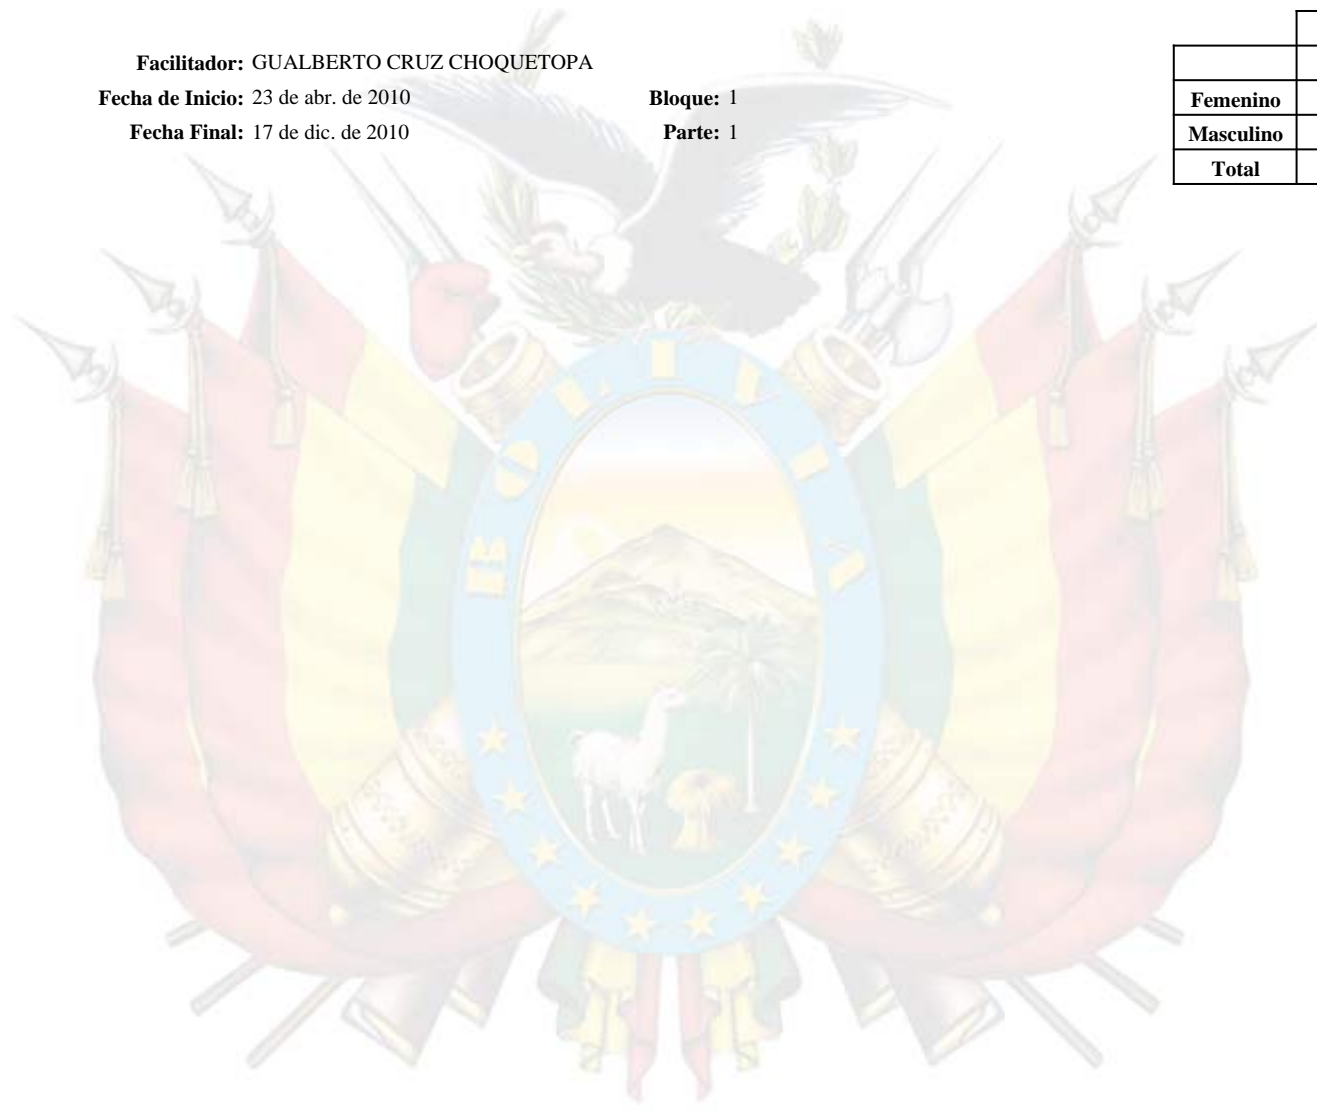 Facilitador: GUALBERTO CRUZ CHOQUETOPA
Fecha de Inicio: 23 de abr. de 2010 Bloque: 1
Fecha Final: 17 de dic. de 2010 Parte: 1
Femenino
Masculino
Total
BOLIVIA